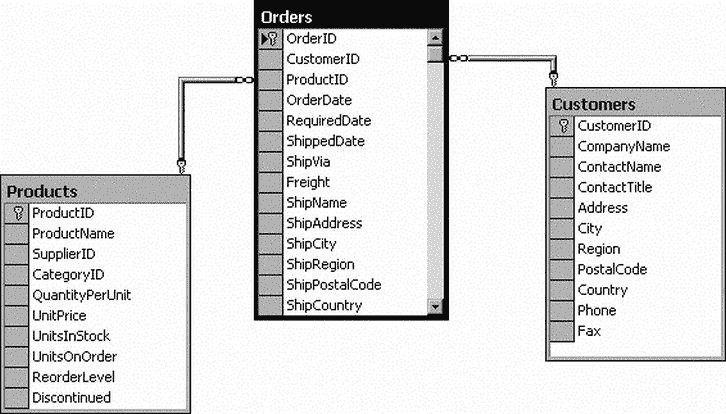 Orders
OrderID
CustomerID
ProductID
OrderDate
RequiredDate
ShippedDate
ShipVia
Freight
ShipName
ShipAddress
ShipCity
ShipRegion
ShipPostalCode
ShipCountry
Customers
CustomerID
CompanyName
ContactName
ContactTitle
Address
City
Region
PostalCode
Country
Phone
Fax
Products
ProductID
ProductName
SupplierID
CategoryID
QuantityPerUnit
UnitPrice
UnitsInStock
UnitsOnOrder
ReorderLevel
Discontinued